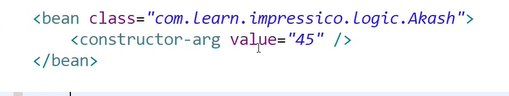 <bean class="com.learn.impressico.logic.Akash">
<constructor-arg value="45" />
</bean>